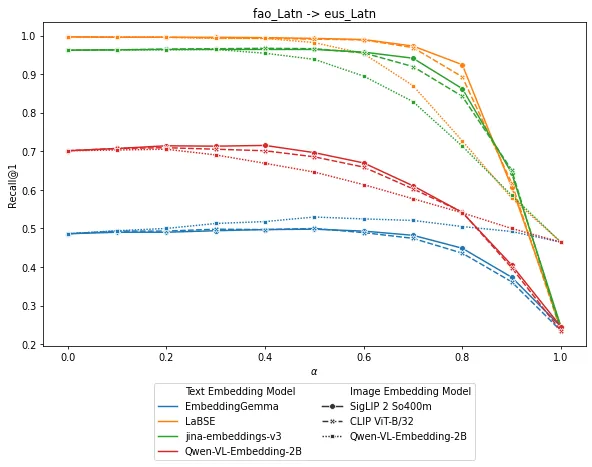 fao_Latn -> eus_Latn
Recall@1
1.0
0.9
0.8
0.7
0.6
0.5
0.4
0.3
0.2
0.0 0.2 0.4 0.6 0.8 1.0
α
Text Embedding Model
EmbeddingGemma
LaBSE
jina-embeddings-v3
Qwen-VL-Embedding-2B
Image Embedding Model
SigLIP 2 So400m
CLIP ViT-B/32
Qwen-VL-Embedding-2B